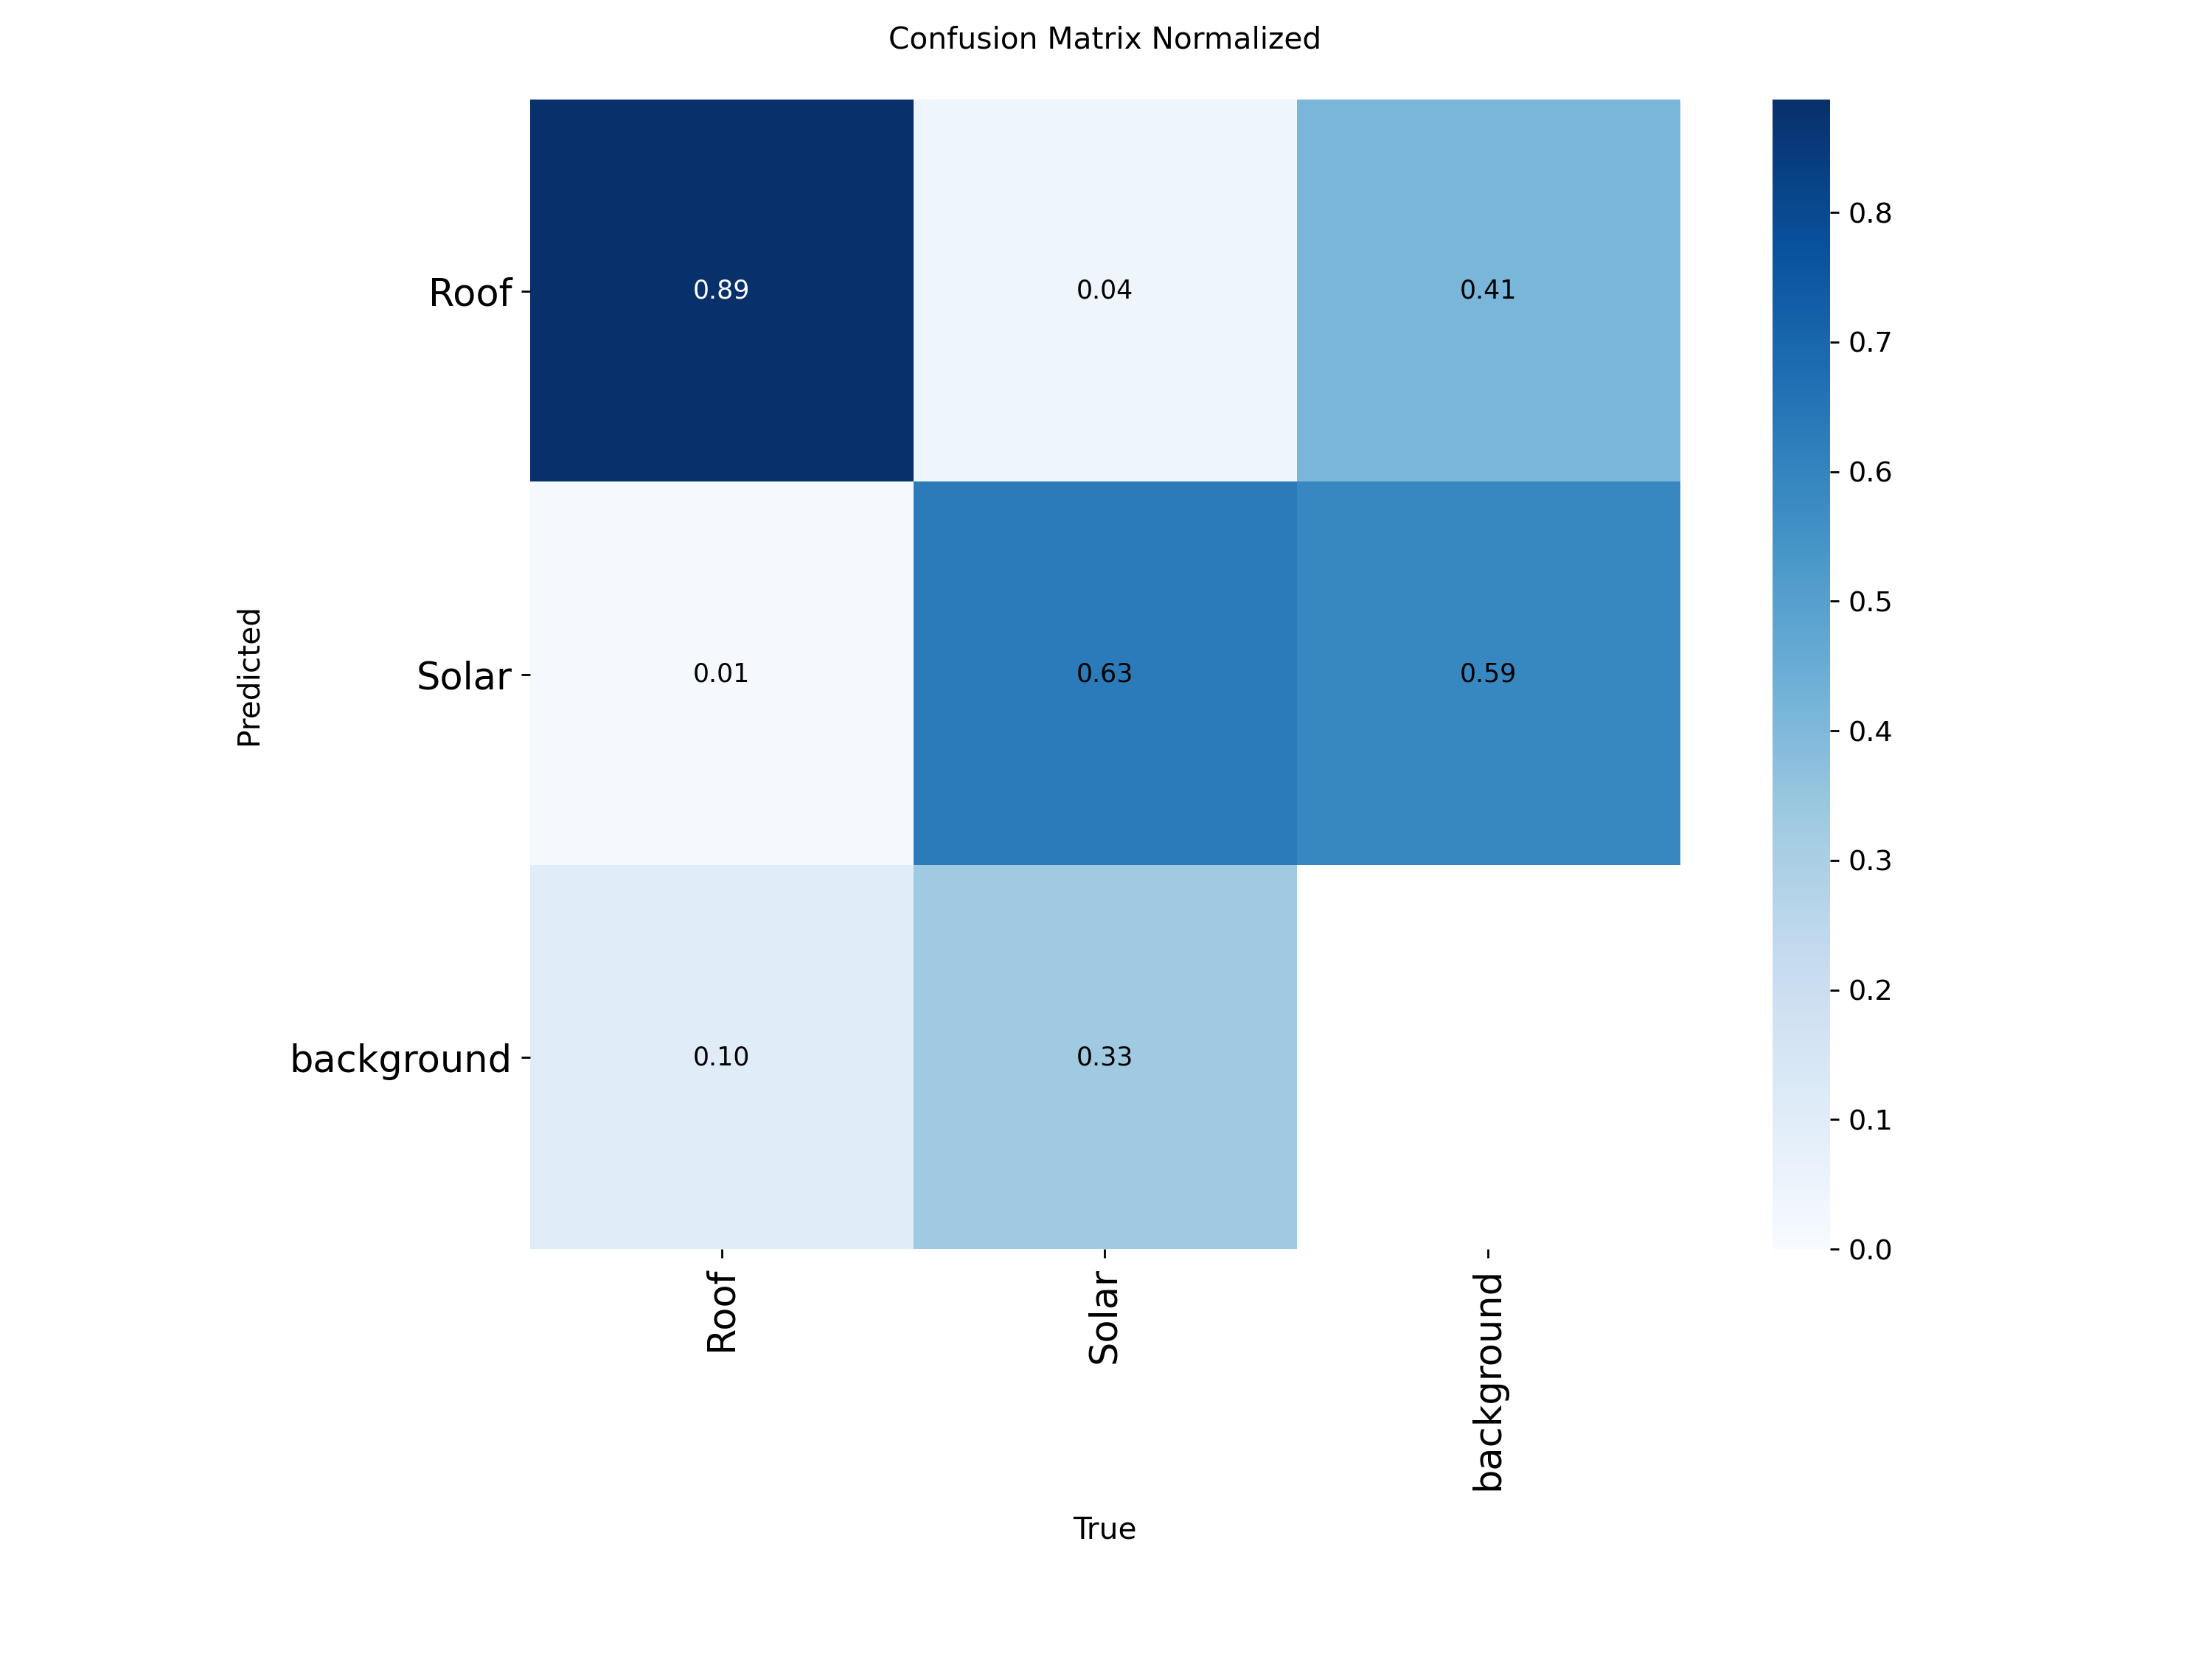 Confusion Matrix Normalized
Roof
0.89
0.04
0.41
Solar
0.01
0.63
0.59
background
0.10
0.33
Predicted
Roof
Solar
background
True
0.8
0.7
0.6
0.5
0.4
0.3
0.2
0.1
0.0